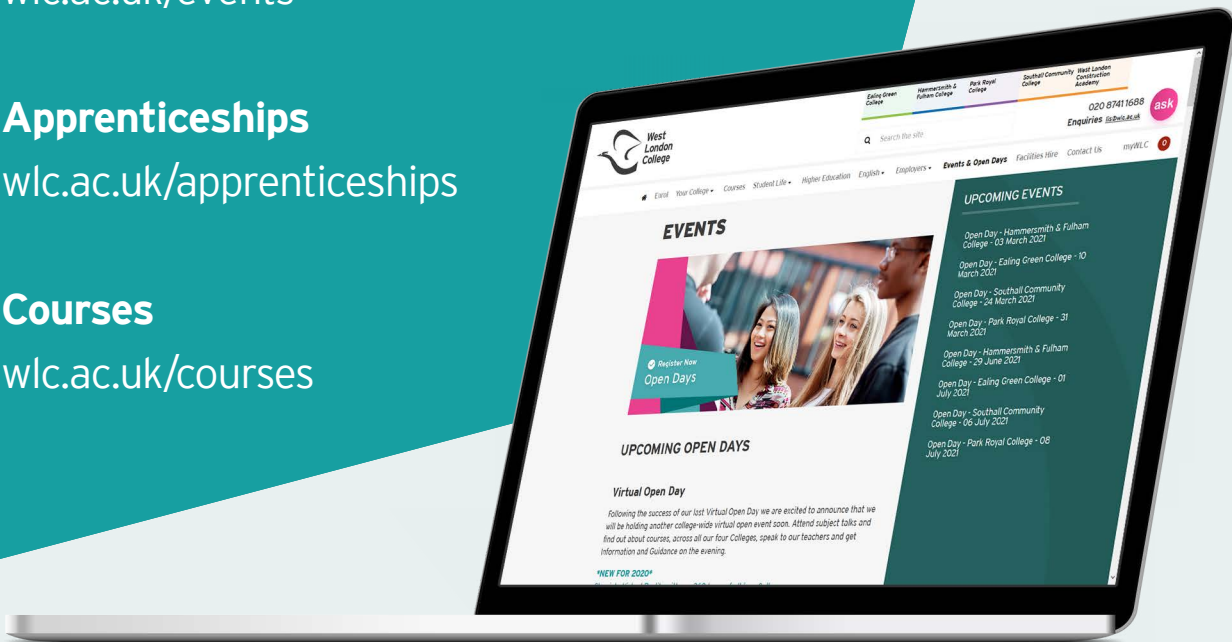 wlc.ac.uk/events
Apprenticeships
wlc.ac.uk/apprenticeships
Courses
wlc.ac.uk/courses
Ealing Green
College
Hammersmith &
Fulham College
Park Royal
College
Southall Community
College
West London
Construction
Academy
West
London
College
Search the site
020 8741 1688
Enquiries
ask
Enrol Your College Courses Student Life Higher Education English Employers Events & Open Days Facilities Hire Contact Us myWLC 0
EVENTS
Register Now
Open Days
UPCOMING OPEN DAYS
Virtual Open Day
Following the success of our last Virtual Open Day we are excited to announce that we
will be holding another college-wide virtual open event soon. Attend subject talks and
find out about courses, across all our four Colleges, speak to our teachers and get
Information and Guidance on the evening.
*NEW FOR 2020*
UPCOMING EVENTS
Open Day - Hammersmith & Fulham
College - 03 March 2021
Open Day - Ealing Green College - 10
March 2021
Open Day - Southall Community
College - 24 March 2021
Open Day - Park Royal College - 31
March 2021
Open Day - Hammersmith & Fulham
College - 29 June 2021
Open Day - Ealing Green College - 01
July 2021
Open Day - Southall Community
College - 06 July 2021
Open Day - Park Royal College - 08
July 2021